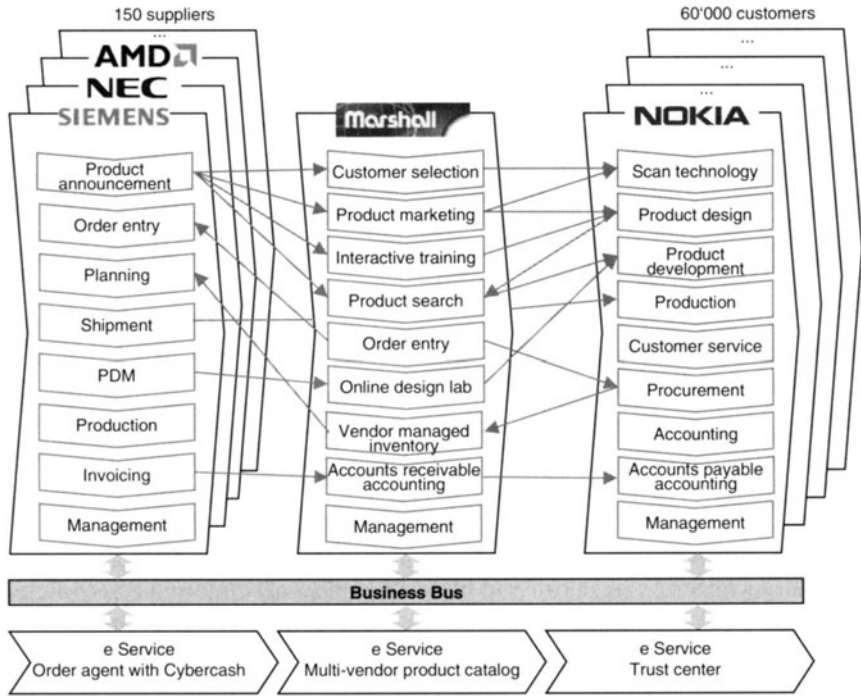 150 suppliers
60'000 customers
...
AMD
NEC
SIEMENS
Marshall
...
...
...
NOKIA
Product
announcement
Order entry
Planning
Shipment
PDM
Production
Invoicing
Management
Customer selection
Product marketing
Interactive training
Product search
Order entry
Online design lab
Vendor managed
inventory
Accounts receivable
accounting
Management
Scan technology
Product design
Product
development
Production
Customer service
Procurement
Accounting
Accounts payable
accounting
Management
Business Bus
e Service
Order agent with Cybercash
e Service
Multi-vendor product catalog
e Service
Trust center